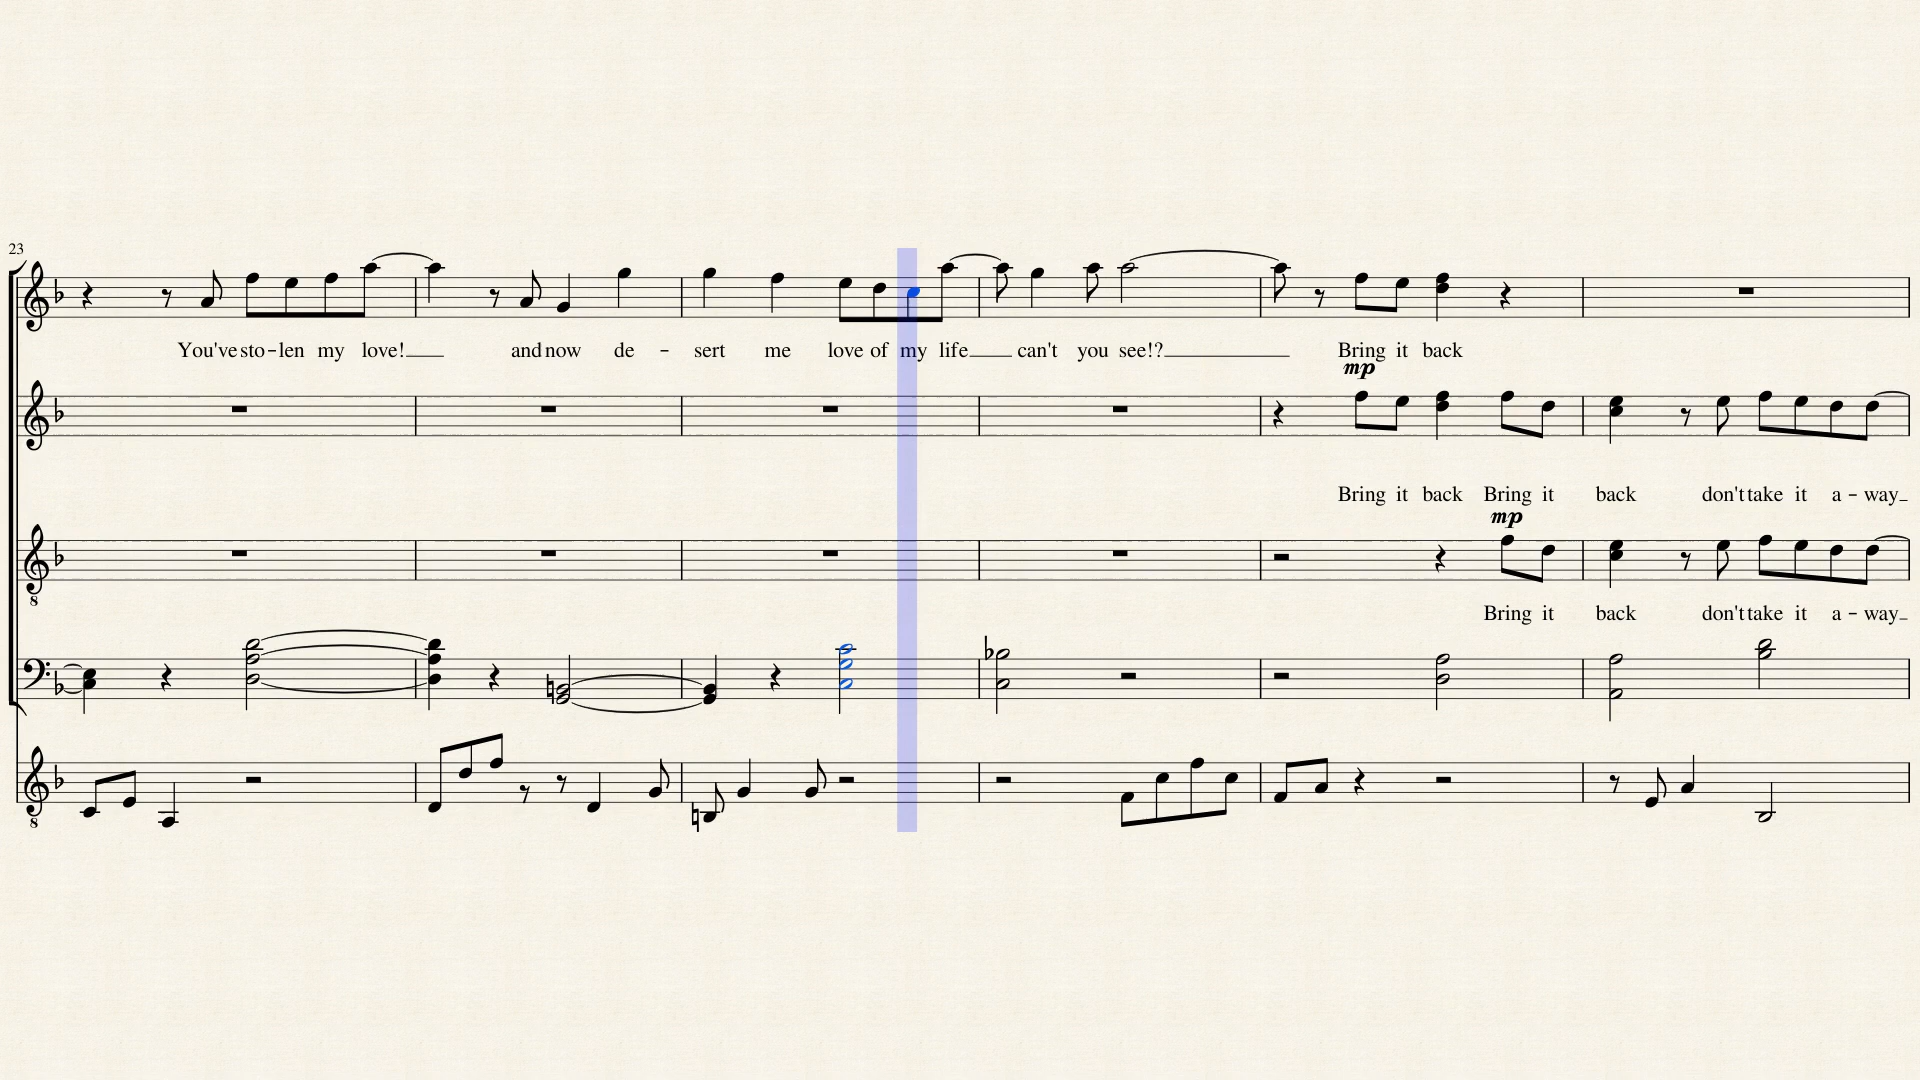 23
You've sto-len my love! and now de - sert me love of my life can't you see!? Bring it back
mp
Bring it back Bring it back don't take it a - way
mp
8
Bring it back don't take it a - way
8